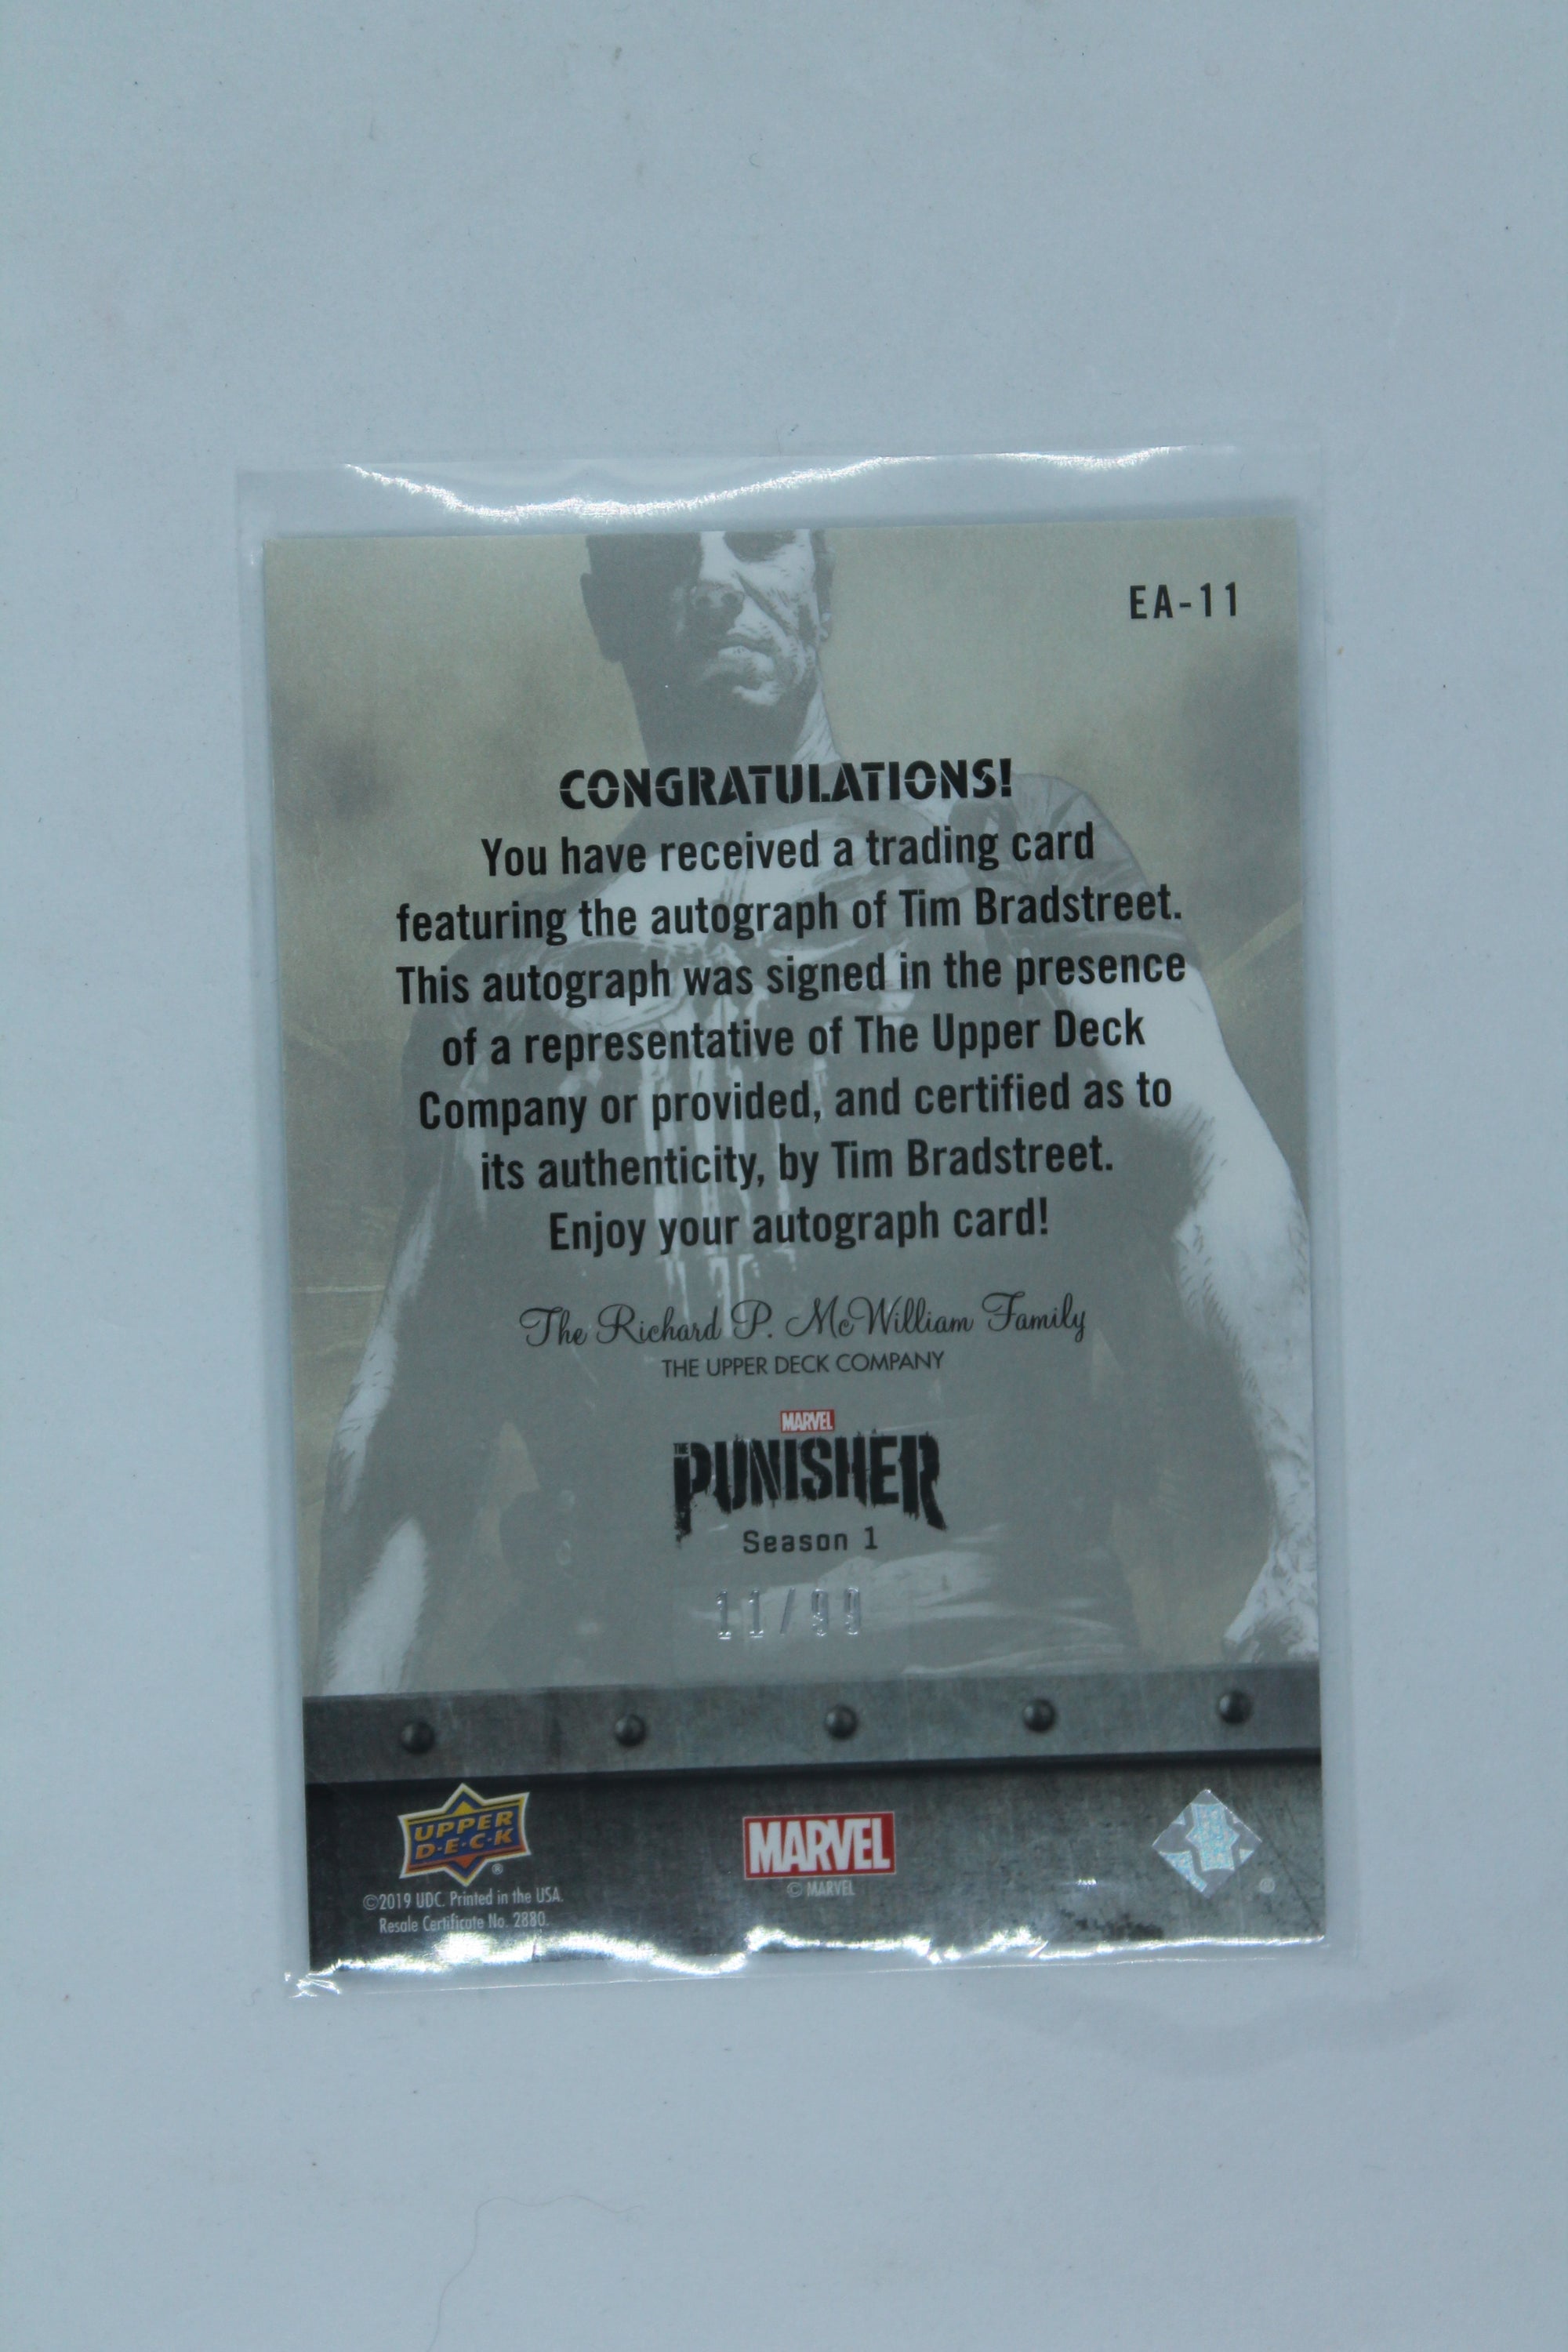 EA-11
CONGRATULATIONS!
You have received a trading card
featuring the autograph of Tim Bradstreet.
This autograph was signed in the presence
of a representative of The Upper Deck
Company or provided, and certified as to
its authenticity, by Tim Bradstreet.
Enjoy your autograph card!
The Richard P. McWilliam Family
THE UPPER DECK COMPANY
MARVEL
THE PUNISHER
Season 1
11/99
UPPER
D·E·C·K
®
©2019 UDC. Printed in the USA.
Resale Certificate No. 2880.
MARVEL
© MARVEL
®